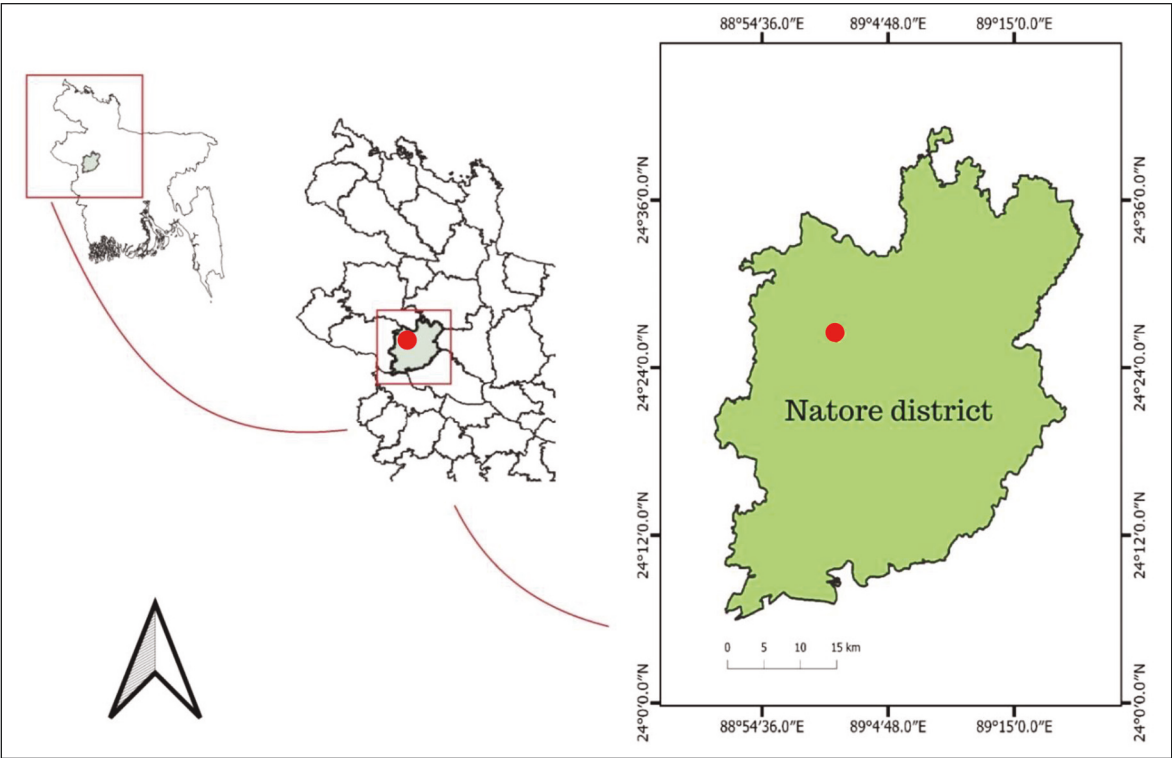 88°54′36.0″E 89°4′48.0″E 89°15′0.0″E
24°36′0.0″N
24°36′0.0″N
24°24′0.0″N
24°24′0.0″N
Natore district
24°12′0.0″N
24°12′0.0″N
0 5 10 15 km
24°0′0.0″N
24°0′0.0″N
88°54′36.0″E 89°4′48.0″E 89°15′0.0″E